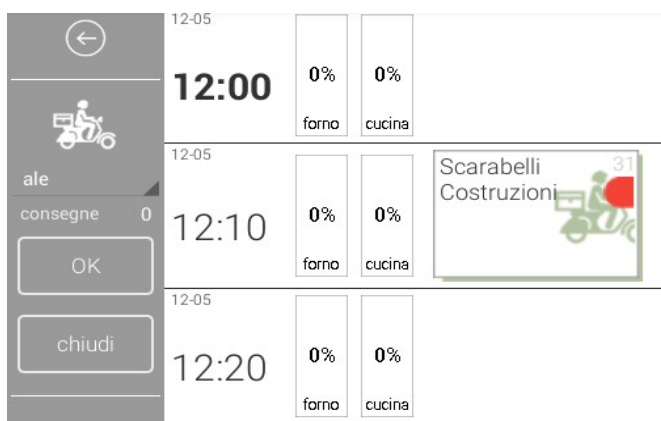 ale
consegne 0
OK
chiudi
12-05
12:00
0% 0%
forno cucina
12-05
12:10
0% 0%
forno cucina
Scarabelli 31
Costruzioni
12-05
12:20
0% 0%
forno cucina